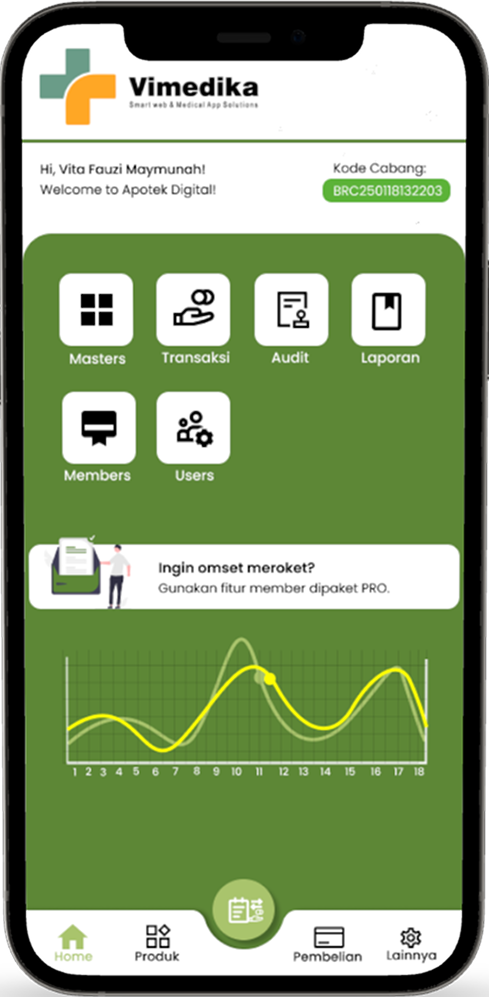 Vimedika
Smart web & Medical App Solutions
Hi, Vita Fauzi Maymunah!
Welcome to Apotek Digital!
Kode Cabang:
BRC250118132203
Masters
Transaksi
Audit
Laporan
Members
Users
Ingin omset meroket?
Gunakan fitur member dipaket PRO.
1 2 3 4 5 6 7 8 9 10 11 12 13 14 15 16 17 18
Home
Produk
Pembelian
Lainnya